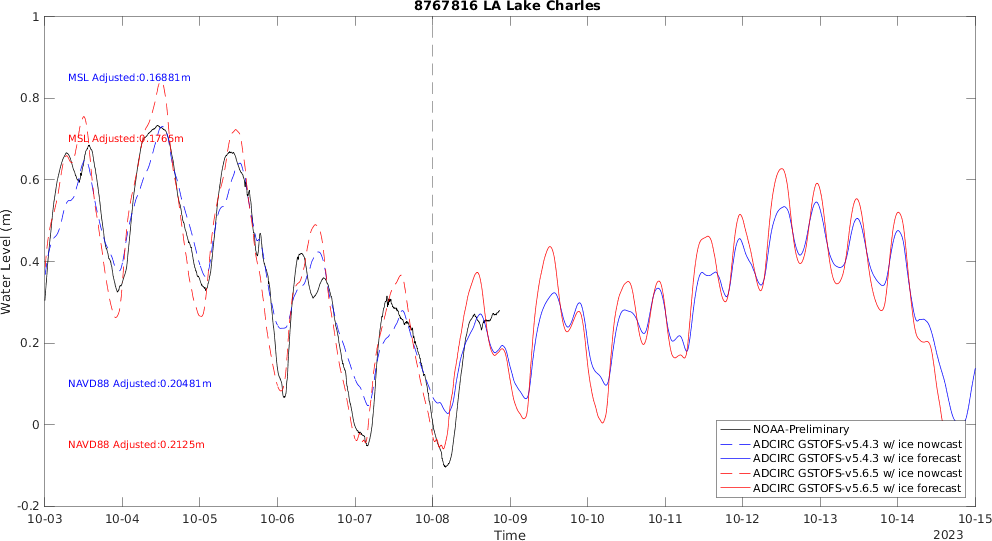 8767816 LA Lake Charles
1
0.8
0.6
0.4
0.2
0
-0.2
Water Level (m)
MSL Adjusted:0.16881m
MSL Adjusted:0.1765m
NAVD88 Adjusted:0.20481m
NAVD88 Adjusted:0.2125m
NOAA-Preliminary
ADCIRC GSTOFS-v5.4.3 w/ ice nowcast
ADCIRC GSTOFS-v5.4.3 w/ ice forecast
ADCIRC GSTOFS-v5.6.5 w/ ice nowcast
ADCIRC GSTOFS-v5.6.5 w/ ice forecast
10-03 10-04 10-05 10-06 10-07 10-08 10-09 10-10 10-11 10-12 10-13 10-14 10-15
Time
2023